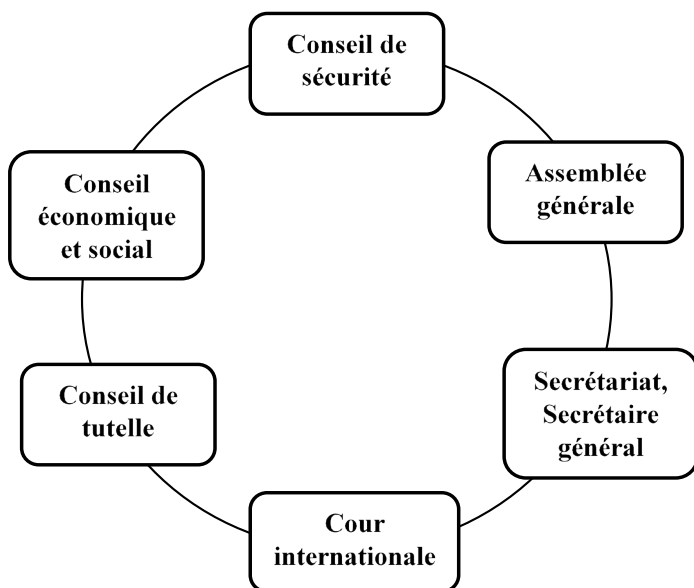 Conseil de
sécurité
Assemblée
générale
Secrétariat,
Secrétaire
général
Cour
internationale
Conseil de
tutelle
Conseil
économique
et social